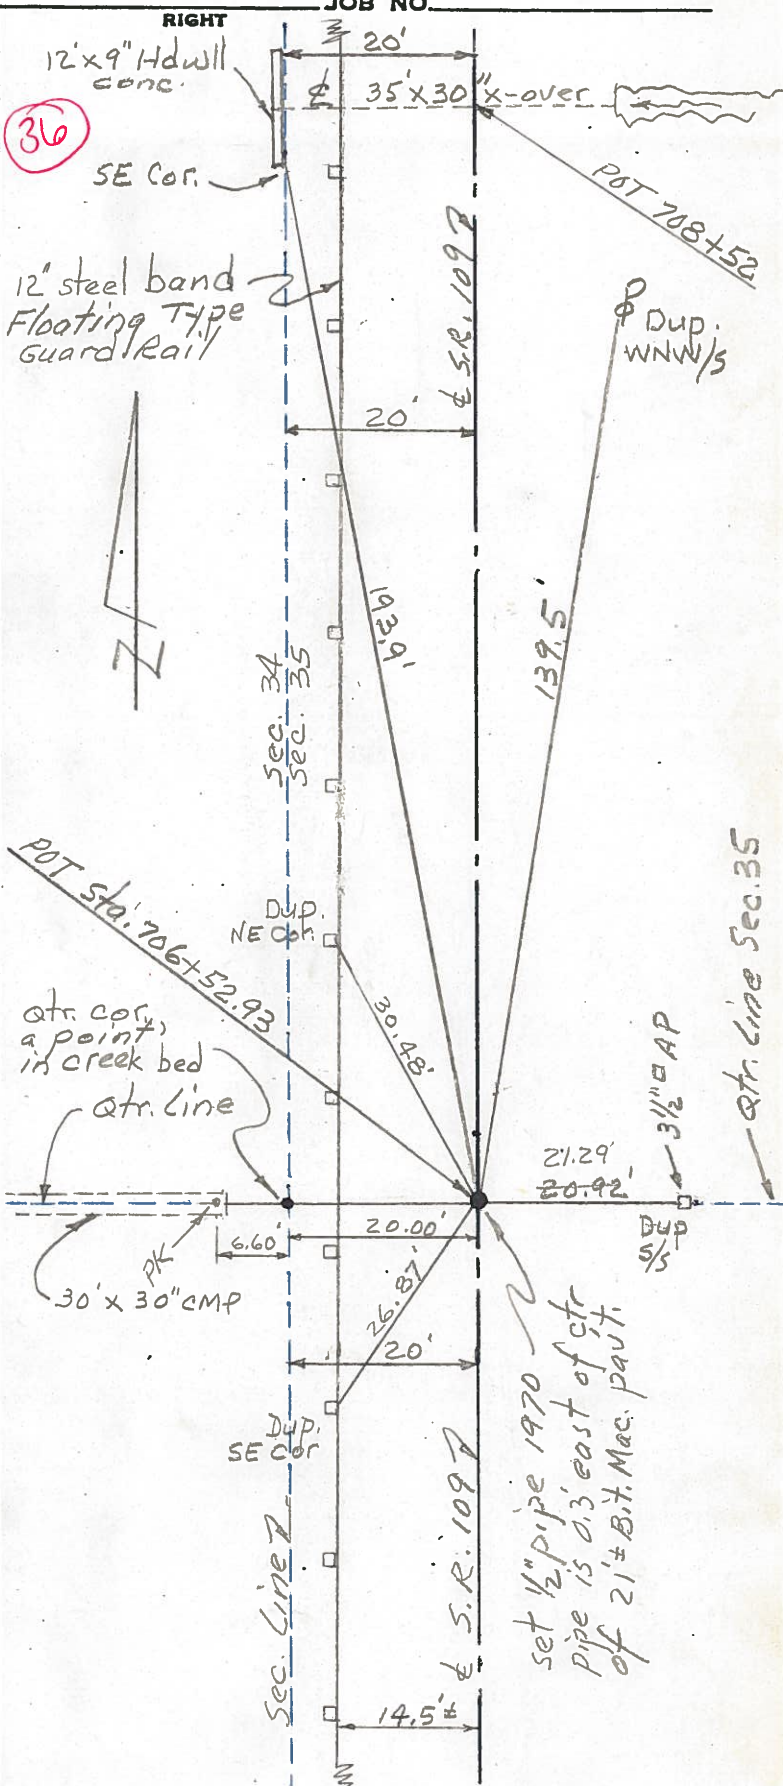 JOB NO.
RIGHT
20'
12'x9" Hdwll
conc.
℄ 35'x30" x-over
36
SE Cor.
POT 708+52
12" steel band
Floating Type
Guard Rail
Dup.
WNW/S
℄ S.R. 109
20'
193.9'
139.5'
Sec. 34
Sec. 35
N
POT Sta. 706+52.93
Dup.
NE Cor.
30.48'
Qtr. cor.,
a point,
in creek bed
Qtr. Line
3½" □ AP
Qtr. Line Sec. 35
21.29'
20.92'
Dup
S/S
6.60'
20.00'
PK
30' x 30" CMP
26.87'
20'
Dup.
SE Cor
set ½" pipe 1970
pipe is 0.3' east of ctr
of 21'± Bit. Mac. pavt.
Sec. Line
℄ S.R. 109
14.5'±